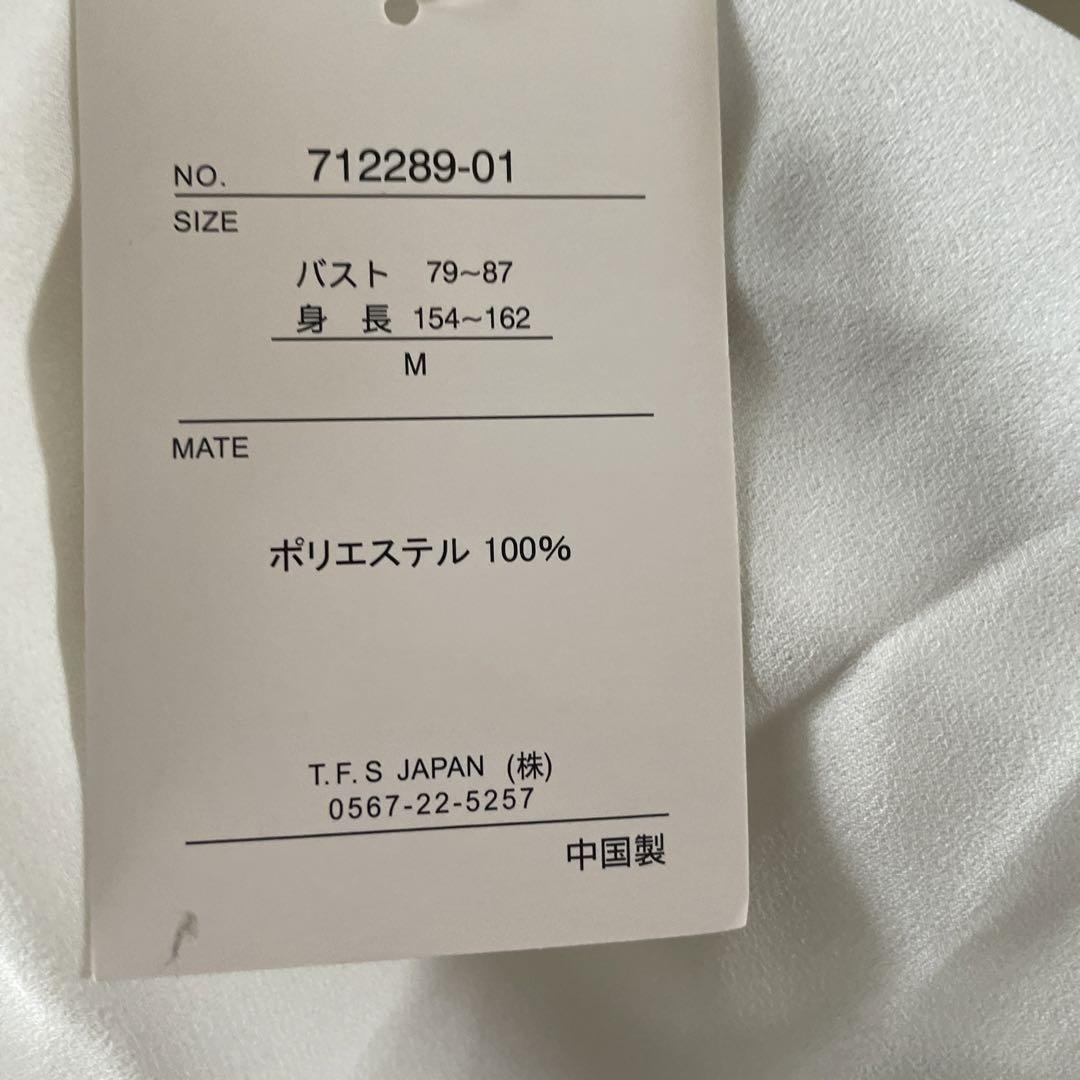 NO. 712289-01
SIZE
バスト 79~87
身 長 154~162
M
MATE
ポリエステル 100%
T.F.S JAPAN (株)
0567-22-5257
中国製